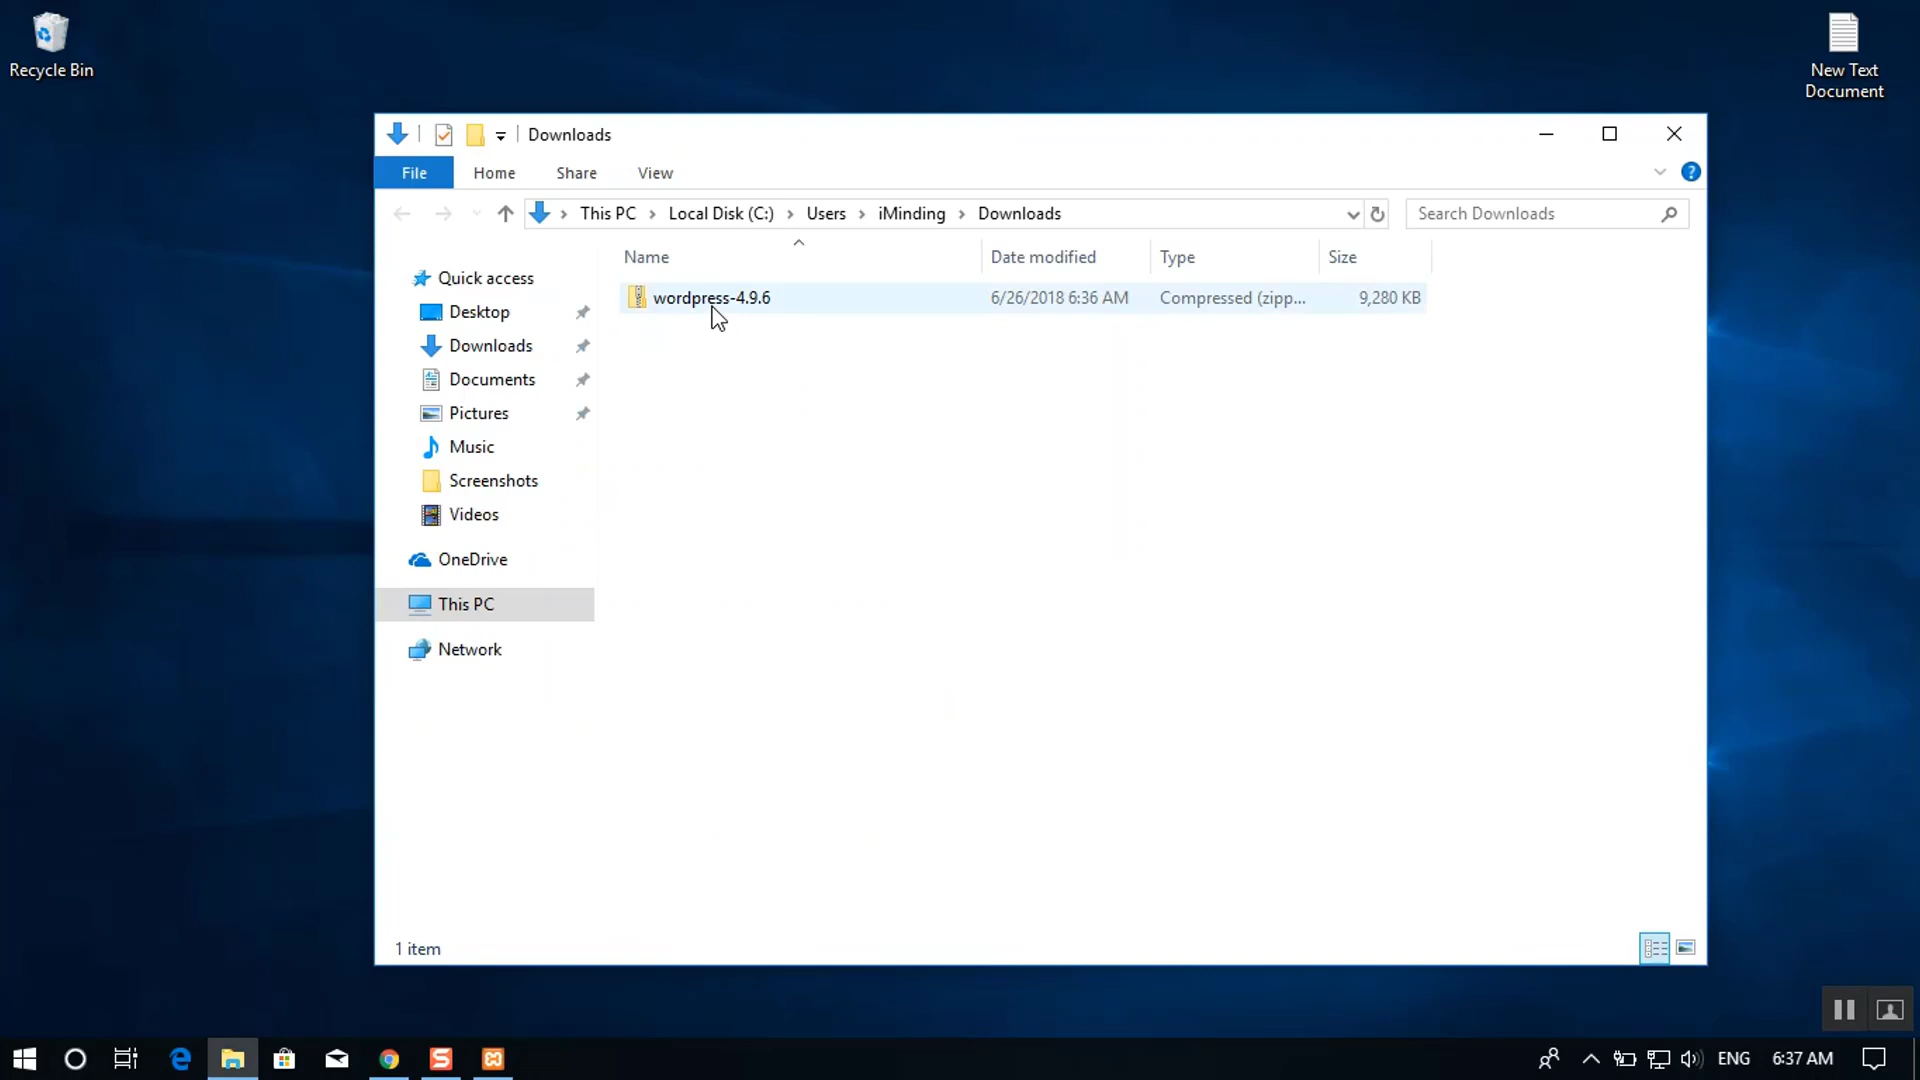 Recycle Bin
New Text
Document
Downloads
File Home Share View
This PC Local Disk (C:) Users iMinding Downloads
Search Downloads
Name Date modified Type Size
wordpress-4.9.6 6/26/2018 6:36 AM Compressed (zipp... 9,280 KB
Quick access
Desktop
Downloads
Documents
Pictures
Music
Screenshots
Videos
OneDrive
This PC
Network
1 item
ENG 6:37 AM